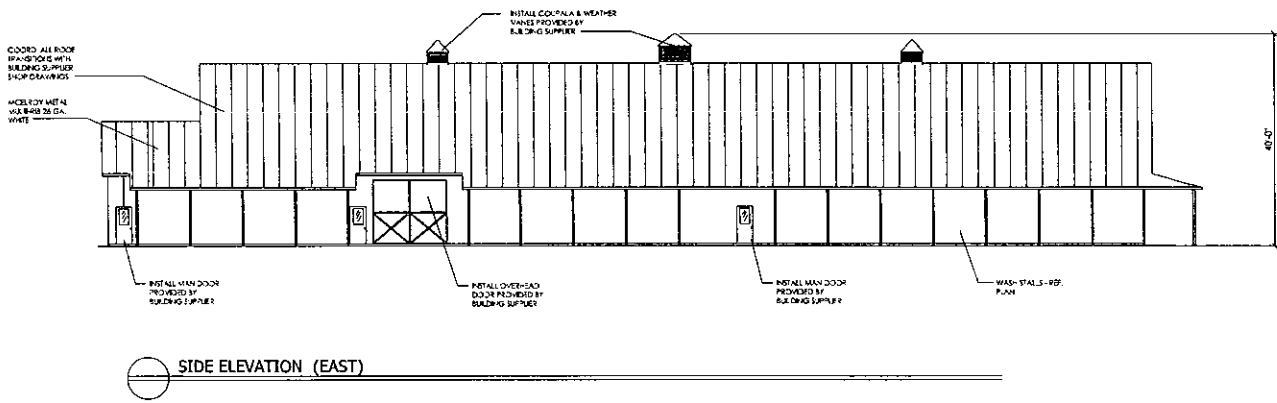 INSTALL COUPALA & WEATHER
VANES PROVIDED BY
BUILDING SUPPLIER
COORD. ALL ROOF
TRANSITIONS WITH
BUILDING SUPPLIER
SHOP DRAWINGS
MCELROY METAL
26 GA.
WHITE
40'-0"
INSTALL MAN DOOR
PROVIDED BY
BUILDING SUPPLIER
INSTALL OVERHEAD
DOOR PROVIDED BY
BUILDING SUPPLIER
INSTALL MAN DOOR
PROVIDED BY
BUILDING SUPPLIER
WASH STALLS - REF.
PLAN
SIDE ELEVATION (EAST)